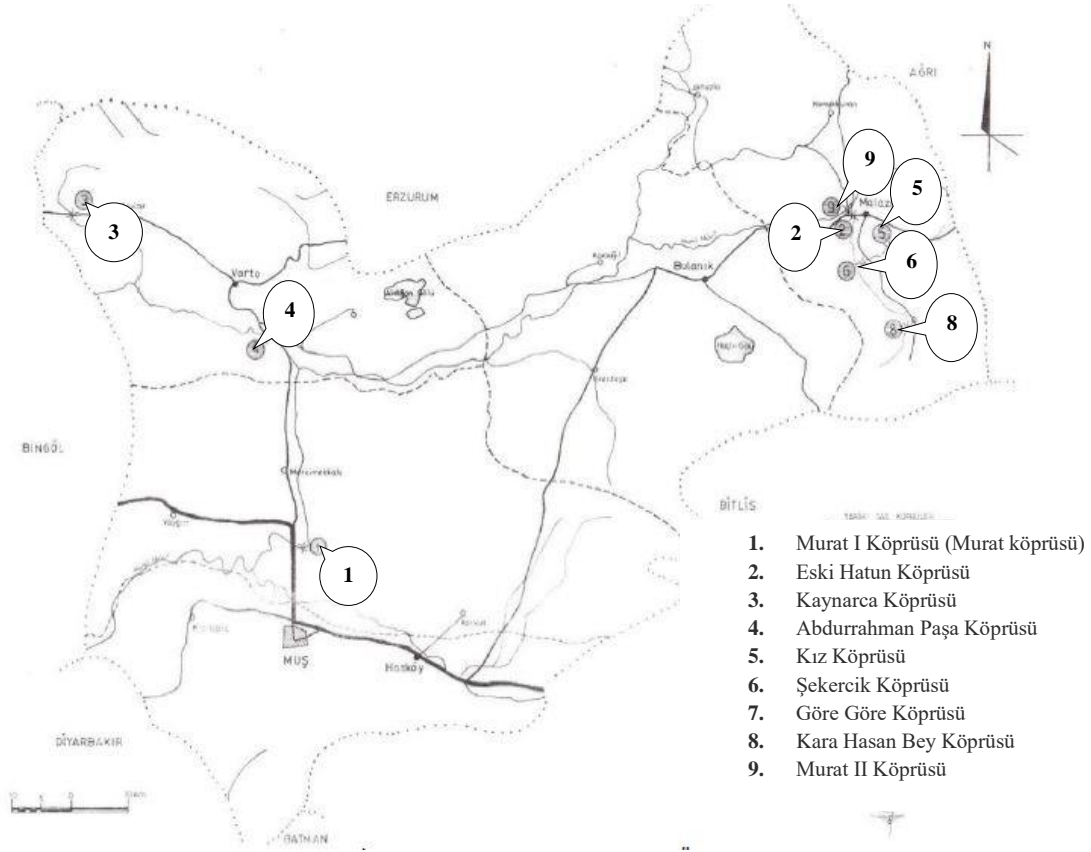 N
AĞRI
9
5
ERZURUM
3
Malaz
2
6
Varto
Bulanık
4
8
BİNGÖL
Mercimekkale
BİTLİS
1
MUŞ
Hasköy
DİYARBAKIR
BATMAN
1. Murat I Köprüsü (Murat köprüsü)
2. Eski Hatun Köprüsü
3. Kaynarca Köprüsü
4. Abdurrahman Paşa Köprüsü
5. Kız Köprüsü
6. Şekercik Köprüsü
7. Göre Göre Köprüsü
8. Kara Hasan Bey Köprüsü
9. Murat II Köprüsü